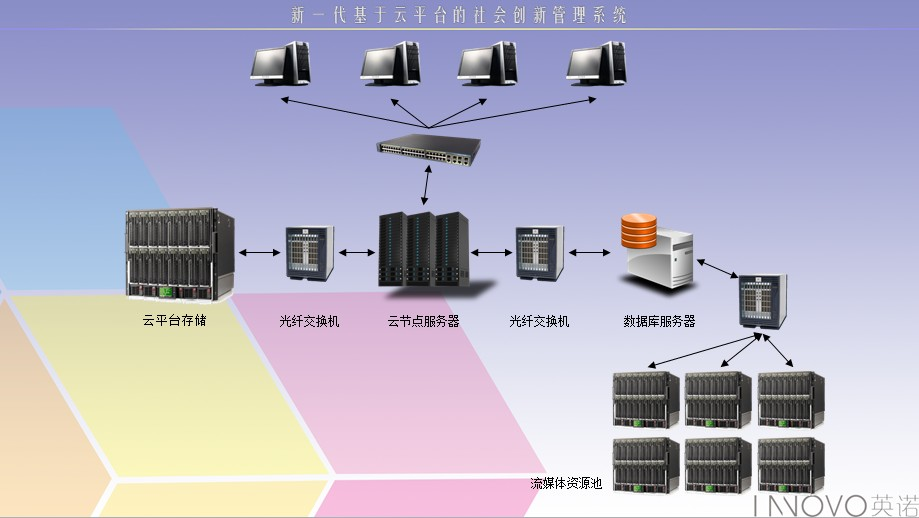 新一代基于云平台的社会创新管理系统
云平台存储
光纤交换机
云节点服务器
光纤交换机
数据库服务器
流媒体资源池
INNOVO英诺